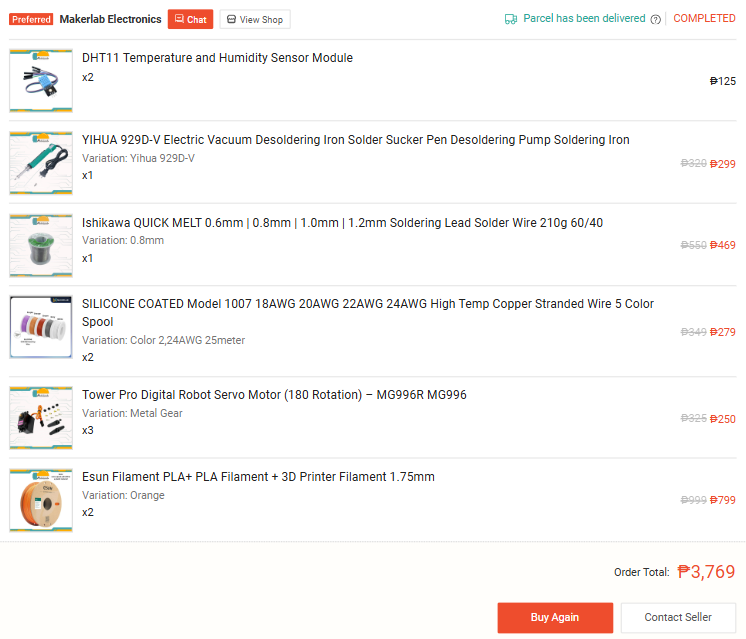 Preferred Makerlab Electronics Chat View Shop Parcel has been delivered COMPLETED
DHT11 Temperature and Humidity Sensor Module
x2
₱125
YIHUA 929D-V Electric Vacuum Desoldering Iron Solder Sucker Pen Desoldering Pump Soldering Iron
Variation: Yihua 929D-V
x1
₱320 ₱299
Ishikawa QUICK MELT 0.6mm | 0.8mm | 1.0mm | 1.2mm Soldering Lead Solder Wire 210g 60/40
Variation: 0.8mm
x1
₱550 ₱469
SILICONE COATED Model 1007 18AWG 20AWG 22AWG 24AWG High Temp Copper Stranded Wire 5 Color
Spool
Variation: Color 2,24AWG 25meter
x2
₱349 ₱279
Tower Pro Digital Robot Servo Motor (180 Rotation) – MG996R MG996
Variation: Metal Gear
x3
₱325 ₱250
Esun Filament PLA+ PLA Filament + 3D Printer Filament 1.75mm
Variation: Orange
x2
₱999 ₱799
Order Total: ₱3,769
Buy Again Contact Seller